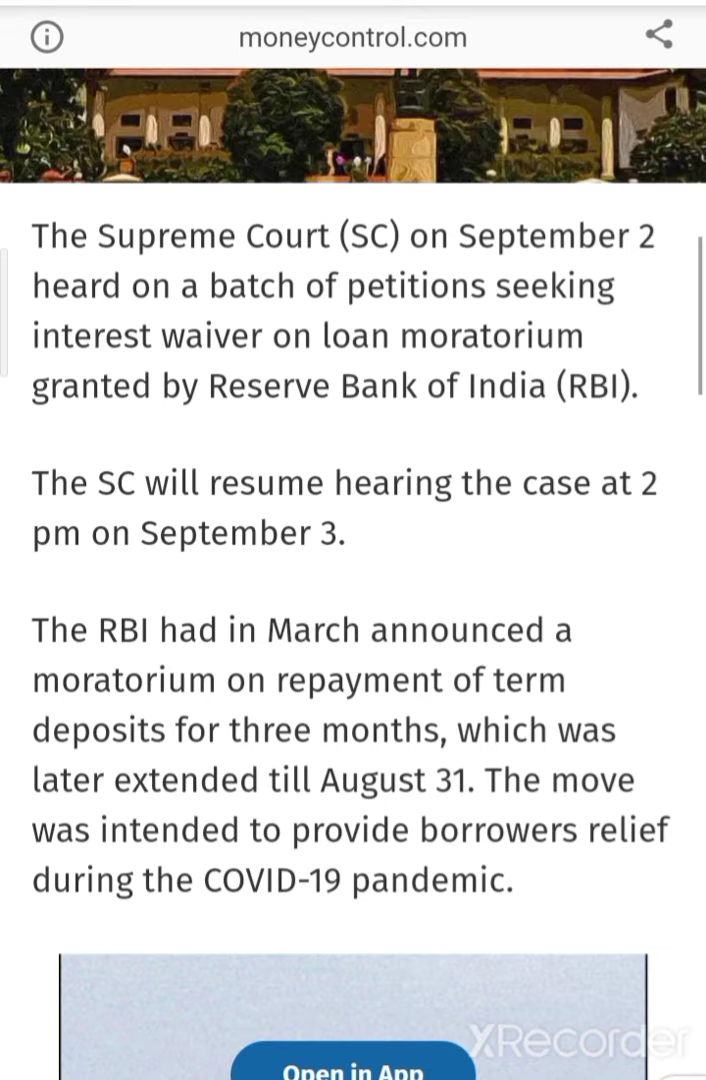 moneycontrol.com
The Supreme Court (SC) on September 2
heard on a batch of petitions seeking
interest waiver on loan moratorium
granted by Reserve Bank of India (RBI).
The SC will resume hearing the case at 2
pm on September 3.
The RBI had in March announced a
moratorium on repayment of term
deposits for three months, which was
later extended till August 31. The move
was intended to provide borrowers relief
during the COVID-19 pandemic.
XRecorder
Open in App